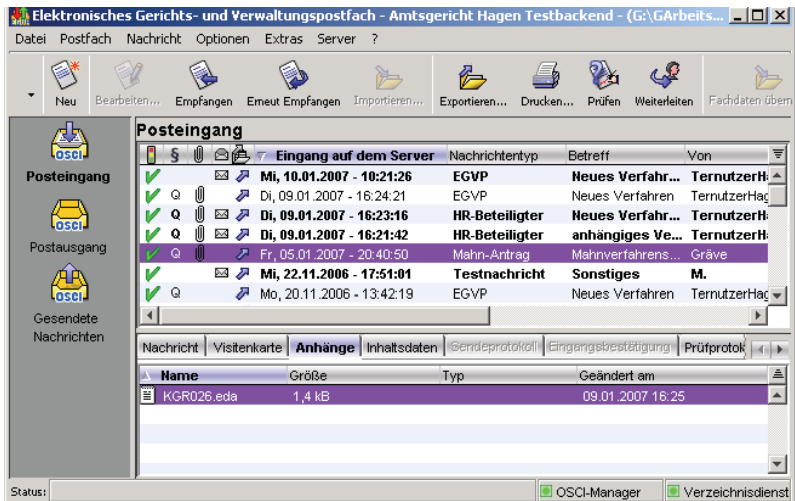 Elektronisches Gerichts- und Verwaltungspostfach - Amtsgericht Hagen Testbackend - (G:\GArbeits...
Datei Postfach Nachricht Optionen Extras Server ?
Neu Bearbeiten... Empfangen Erneut Empfangen Importieren... Exportieren... Drucken... Prüfen Weiterleiten Fachdaten übern
OSCI
Posteingang
OSCI
Postausgang
OSCI
Gesendete
Nachrichten
Posteingang
§ Eingang auf dem Server Nachrichtentyp Betreff Von
Mi, 10.01.2007 - 10:21:26 EGVP Neues Verfahr... TernutzerHa
Q Di, 09.01.2007 - 16:24:21 EGVP Neues Verfahren TernutzerHag
Q Di, 09.01.2007 - 16:23:16 HR-Beteiligter Neues Verfahr... TernutzerH
Q Di, 09.01.2007 - 16:21:42 HR-Beteiligter anhängiges Ve... TernutzerH
Q Fr, 05.01.2007 - 20:40:50 Mahn-Antrag Mahnverfahrens... Gräve
Mi, 22.11.2006 - 17:51:01 Testnachricht Sonstiges M.
Q Mo, 20.11.2006 - 13:42:19 EGVP Neues Verfahren TernutzerHag
Nachricht Visitenkarte Anhänge Inhaltsdaten Sendeprotokoll Eingangsbestätigung Prüfprotok
Name Größe Typ Geändert am
KGR026.eda 1,4 kB 09.01.2007 16:25
Status: OSCI-Manager Verzeichnisdienst